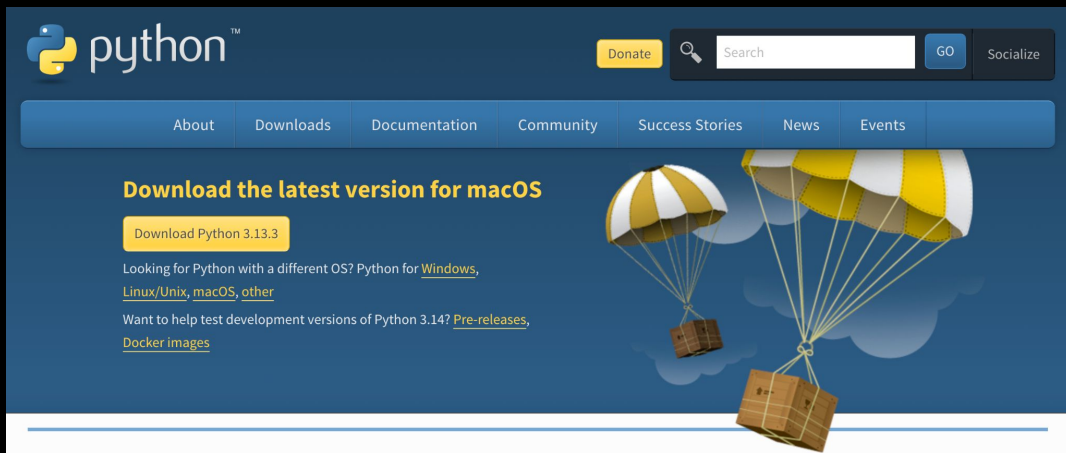 python™
Donate
Search
GO
Socialize
About Downloads Documentation Community Success Stories News Events
Download the latest version for macOS
Download Python 3.13.3
Looking for Python with a different OS? Python for Windows,
Linux/Unix, macOS, other
Want to help test development versions of Python 3.14? Pre-releases,
Docker images